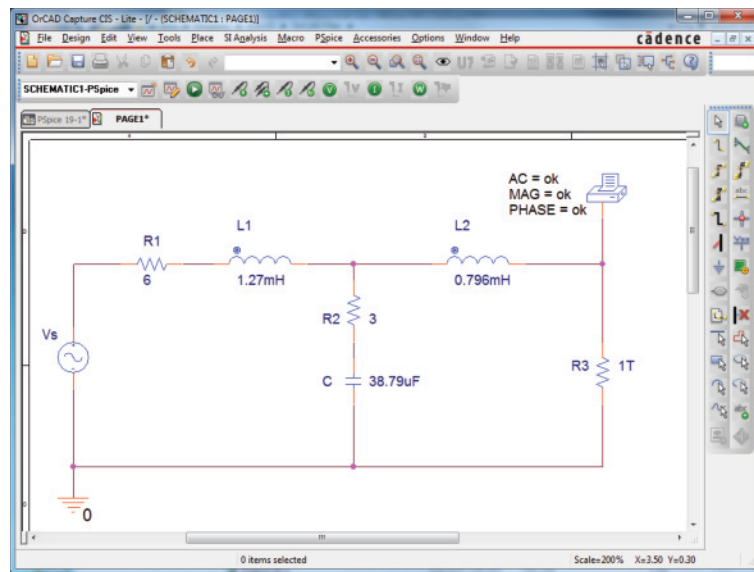 OrCAD Capture CIS - Lite - [/ - (SCHEMATIC1 : PAGE1)]
File Design Edit View Tools Place SI Analysis Macro PSpice Accessories Options Window Help
cādence
SCHEMATIC1-PSpice
PSpice 19-1* PAGE1*
AC = ok
MAG = ok
PHASE = ok
L1
L2
R1
6
1.27mH
0.796mH
R2 3
Vs
C 38.79uF
R3 1T
0
0 items selected Scale=200% X=3.50 Y=0.30